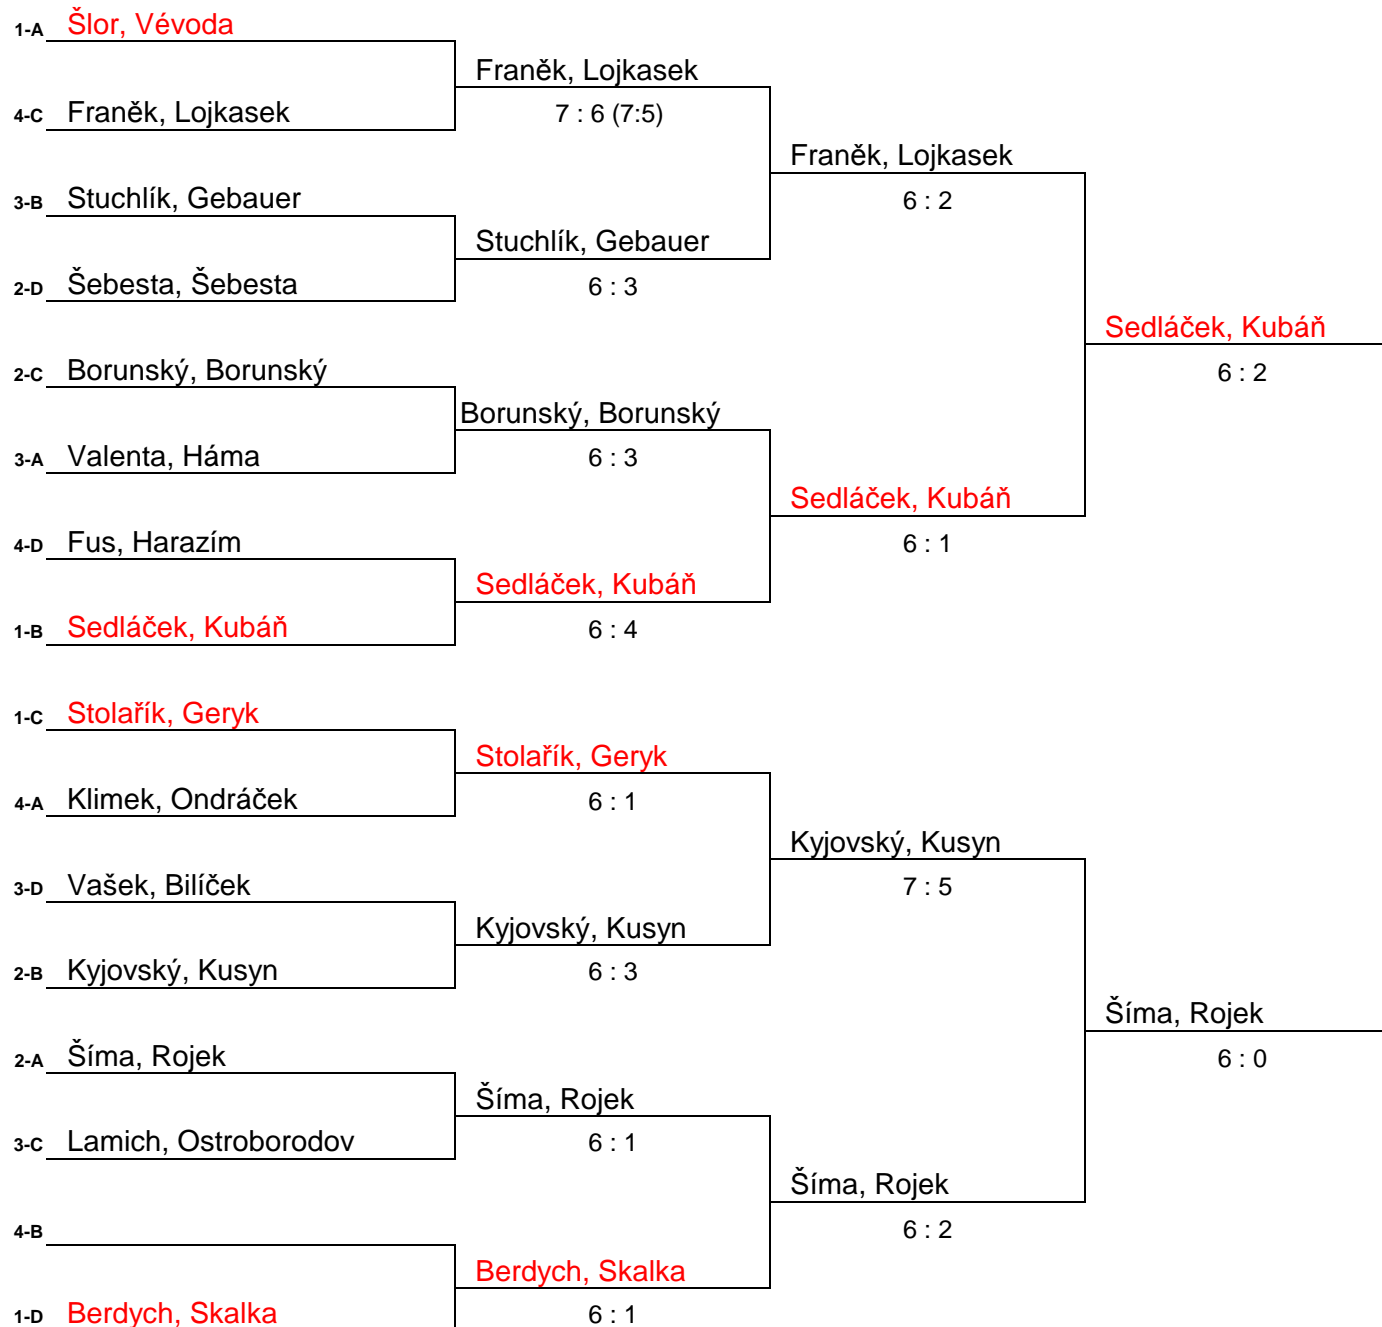 1-A Šlor, Vévoda
Franěk, Lojkasek
4-C Franěk, Lojkasek
7 : 6 (7:5)
Franěk, Lojkasek
3-B Stuchlík, Gebauer
6 : 2
Stuchlík, Gebauer
2-D Šebesta, Šebesta
6 : 3
Sedláček, Kubáň
2-C Borunský, Borunský
6 : 2
Borunský, Borunský
3-A Valenta, Háma
6 : 3
Sedláček, Kubáň
4-D Fus, Harazím
6 : 1
Sedláček, Kubáň
1-B Sedláček, Kubáň
6 : 4
1-C Stolařík, Geryk
Stolařík, Geryk
4-A Klimek, Ondráček
6 : 1
Kyjovský, Kusyn
3-D Vašek, Bilíček
7 : 5
Kyjovský, Kusyn
2-B Kyjovský, Kusyn
6 : 3
Šíma, Rojek
2-A Šíma, Rojek
6 : 0
Šíma, Rojek
3-C Lamich, Ostroborodov
6 : 1
Šíma, Rojek
4-B
6 : 2
Berdych, Skalka
1-D Berdych, Skalka
6 : 1